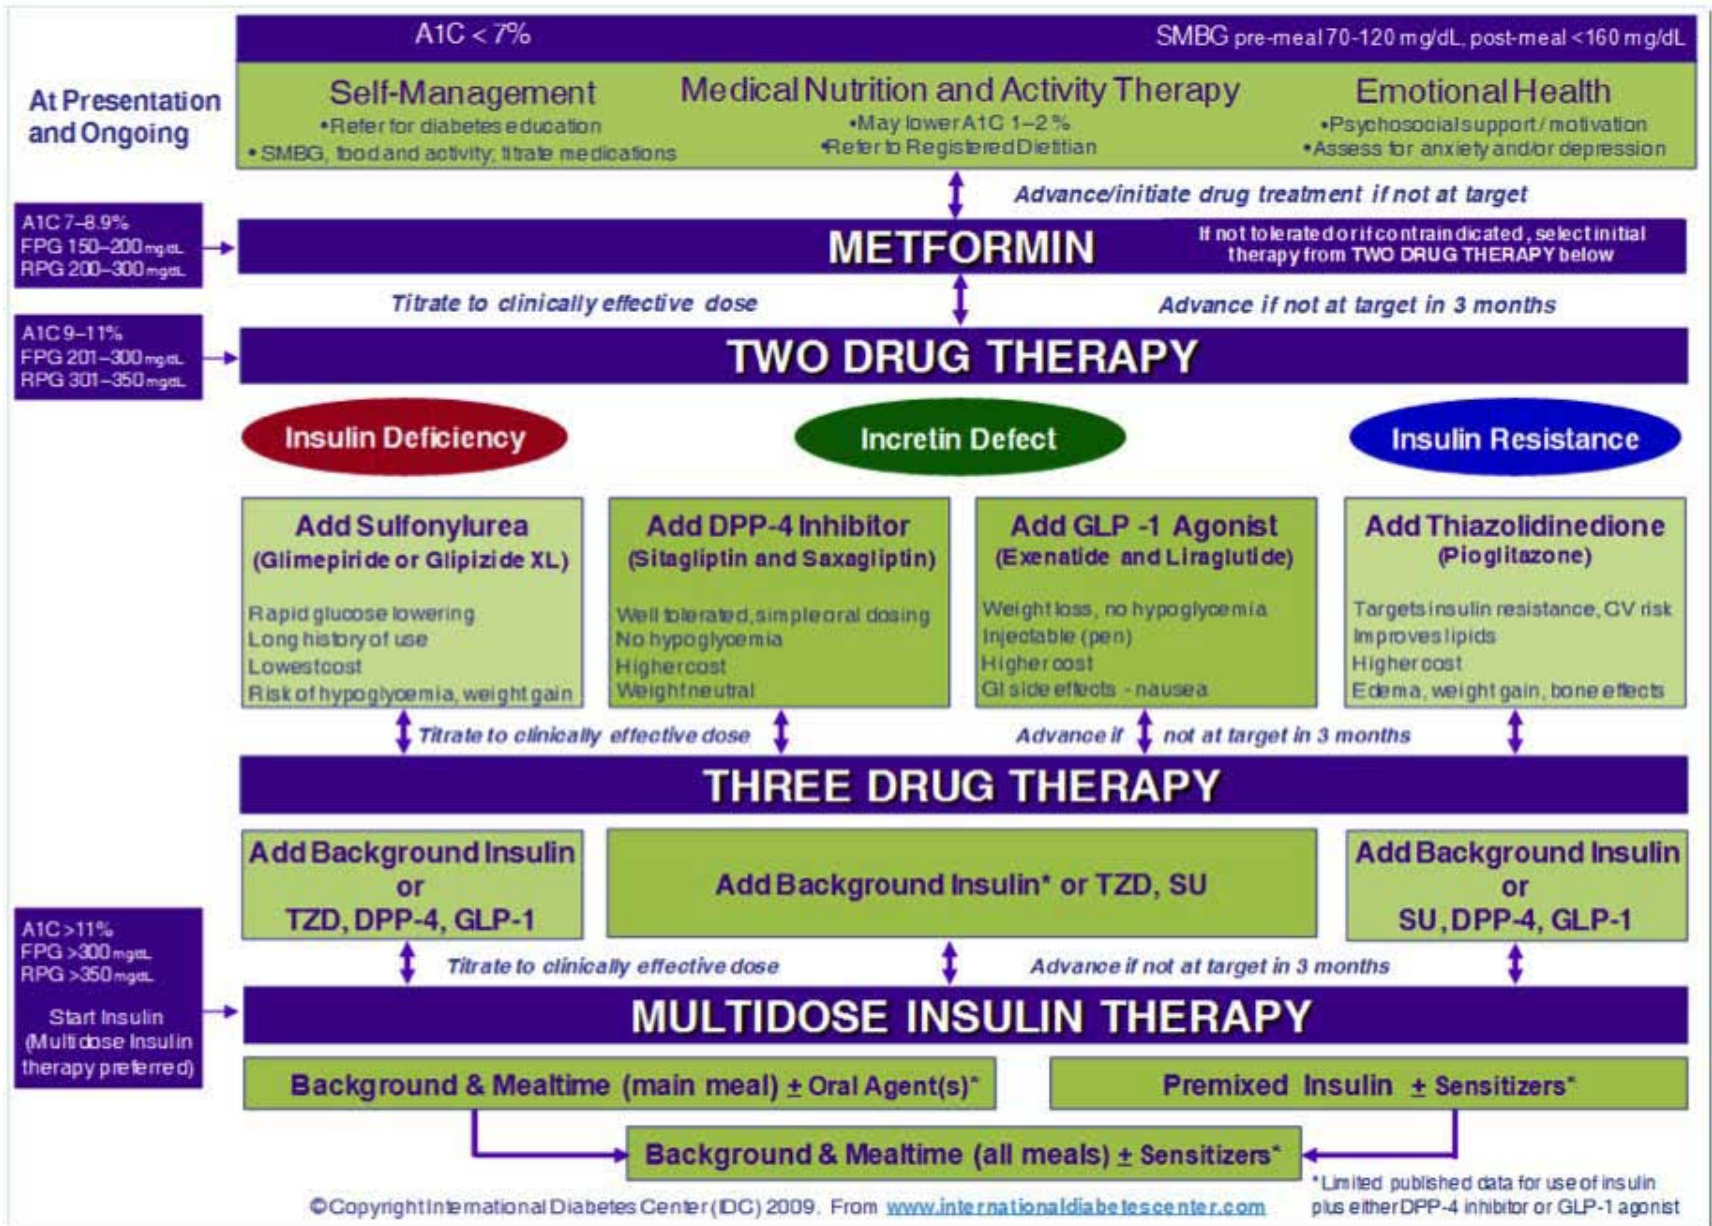 A1C < 7%
SMBG pre-meal 70-120 mg/dL, post-meal <160 mg/dL
At Presentation
and Ongoing
Self-Management
•Refer for diabetes education
• SMBG, food and activity; titrate medications
Medical Nutrition and Activity Therapy
•May lower A1C 1–2 %
•Refer to Registered Dietitian
Emotional Health
•Psychosocial support / motivation
•Assess for anxiety and/or depression
Advance/initiate drug treatment if not at target
A1C 7–8.9%
FPG 150–200 mg/dL
RPG 200–300 mg/dL
METFORMIN
If not tolerated or if contraindicated, select initial
therapy from TWO DRUG THERAPY below
Titrate to clinically effective dose
Advance if not at target in 3 months
A1C 9–11%
FPG 201–300 mg/dL
RPG 301–350 mg/dL
TWO DRUG THERAPY
Insulin Deficiency
Incretin Defect
Insulin Resistance
Add Sulfonylurea
(Glimepiride or Glipizide XL)
Rapid glucose lowering
Long history of use
Lowest cost
Risk of hypoglycemia, weight gain
Add DPP-4 Inhibitor
(Sitagliptin and Saxagliptin)
Well tolerated, simple oral dosing
No hypoglycemia
Higher cost
Weight neutral
Add GLP -1 Agonist
(Exenatide and Liraglutide)
Weight loss, no hypoglycemia
Injectable (pen)
Higher cost
GI side effects - nausea
Add Thiazolidinedione
(Pioglitazone)
Targets insulin resistance, CV risk
Improves lipids
Higher cost
Edema, weight gain, bone effects
Titrate to clinically effective dose
Advance if not at target in 3 months
THREE DRUG THERAPY
Add Background Insulin
or
TZD, DPP-4, GLP-1
Add Background Insulin* or TZD, SU
Add Background Insulin
or
SU, DPP-4, GLP-1
A1C >11%
FPG >300 mg/dL
RPG >350 mg/dL
Start Insulin
(Multidose Insulin
therapy preferred)
Titrate to clinically effective dose
Advance if not at target in 3 months
MULTIDOSE INSULIN THERAPY
Background & Mealtime (main meal) ± Oral Agent(s)*
Premixed Insulin ± Sensitizers*
Background & Mealtime (all meals) ± Sensitizers*
*Limited published data for use of insulin
plus either DPP-4 inhibitor or GLP-1 agonist
©Copyright International Diabetes Center (IDC) 2009. From www.internationaldiabetescenter.com